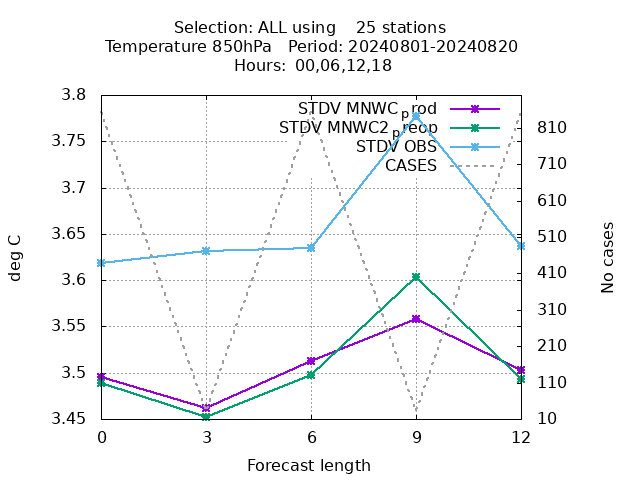 Selection: ALL using    25 stations
Temperature 850hPa   Period: 20240801-20240820
Hours:  00,06,12,18
STDV MNWC_prod
STDV MNWC2_preop
STDV OBS
CASES
3.8
3.75
3.7
3.65
3.6
3.55
3.5
3.45
810
710
610
510
410
310
210
110
10
deg C
No cases
0 3 6 9 12
Forecast length